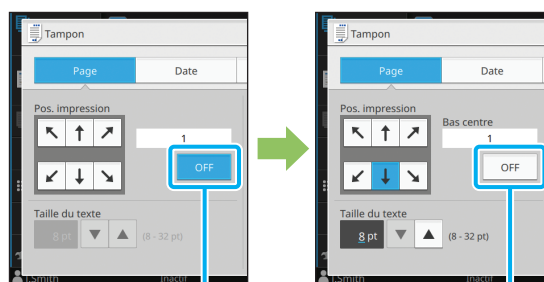 Tampon
Page Date
Pos. impression
1
OFF
Taille du texte
8 pt (8 - 32 pt)
J.Smith Inactif
Tampon
Page Date
Pos. impression
Bas centre
1
OFF
Taille du texte
8 pt (8 - 32 pt)
J.Smith Inactif